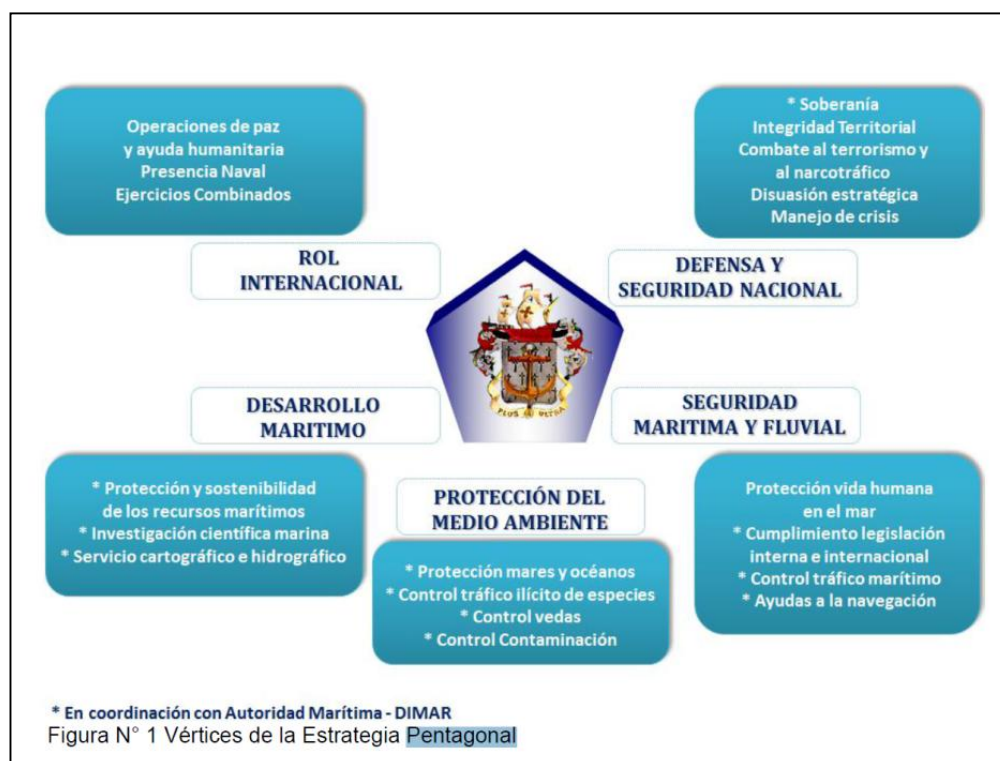 Operaciones de paz
y ayuda humanitaria
Presencia Naval
Ejercicios Combinados
* Soberanía
Integridad Territorial
Combate al terrorismo y
al narcotráfico
Disuasión estratégica
Manejo de crisis
ROL
INTERNACIONAL
DEFENSA Y
SEGURIDAD NACIONAL
PLUS ULTRA
DESARROLLO
MARITIMO
SEGURIDAD
MARITIMA Y FLUVIAL
* Protección y sostenibilidad
de los recursos marítimos
* Investigación científica marina
* Servicio cartográfico e hidrográfico
PROTECCIÓN DEL
MEDIO AMBIENTE
* Protección mares y océanos
* Control tráfico ilícito de especies
* Control vedas
* Control Contaminación
Protección vida humana
en el mar
* Cumplimiento legislación
interna e internacional
* Control tráfico marítimo
* Ayudas a la navegación
* En coordinación con Autoridad Marítima - DIMAR
Figura N° 1 Vértices de la Estrategia Pentagonal